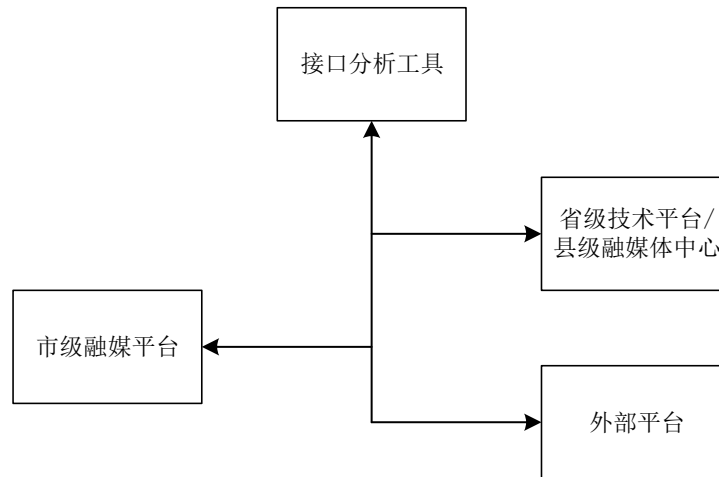 接口分析工具
省级技术平台/
县级融媒体中心
市级融媒平台
外部平台